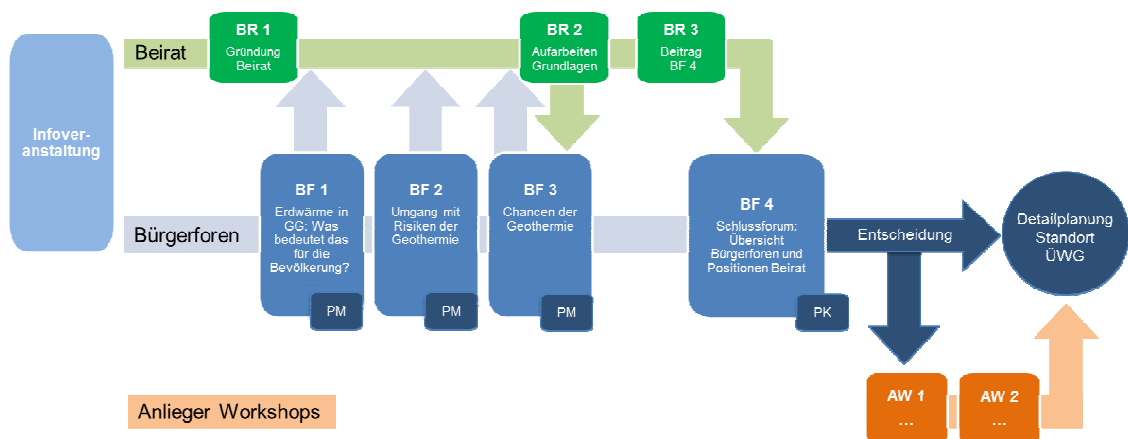 Infover-
anstaltung
Beirat
BR 1
Gründung
Beirat
BR 2
Aufarbeiten
Grundlagen
BR 3
Beitrag
BF 4
Bürgerforen
BF 1
Erdwärme in
GG: Was
bedeutet das
für die
Bevölkerung?
PM
BF 2
Umgang mit
Risiken der
Geothermie
PM
BF 3
Chancen der
Geothermie
PM
BF 4
Schlussforum:
Übersicht
Bürgerforen und
Positionen Beirat
PK
Entscheidung
Detailplanung
Standort
ÜWG
Anlieger Workshops
AW 1
...
AW 2
...